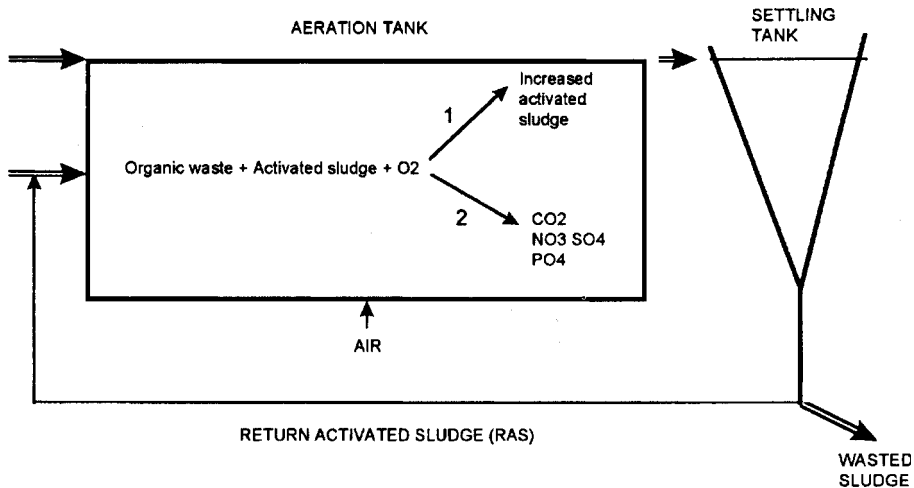 AERATION TANK
SETTLING
TANK
Increased
activated
sludge
1
Organic waste + Activated sludge + O2
2
CO2
NO3 SO4
PO4
AIR
RETURN ACTIVATED SLUDGE (RAS)
WASTED
SLUDGE